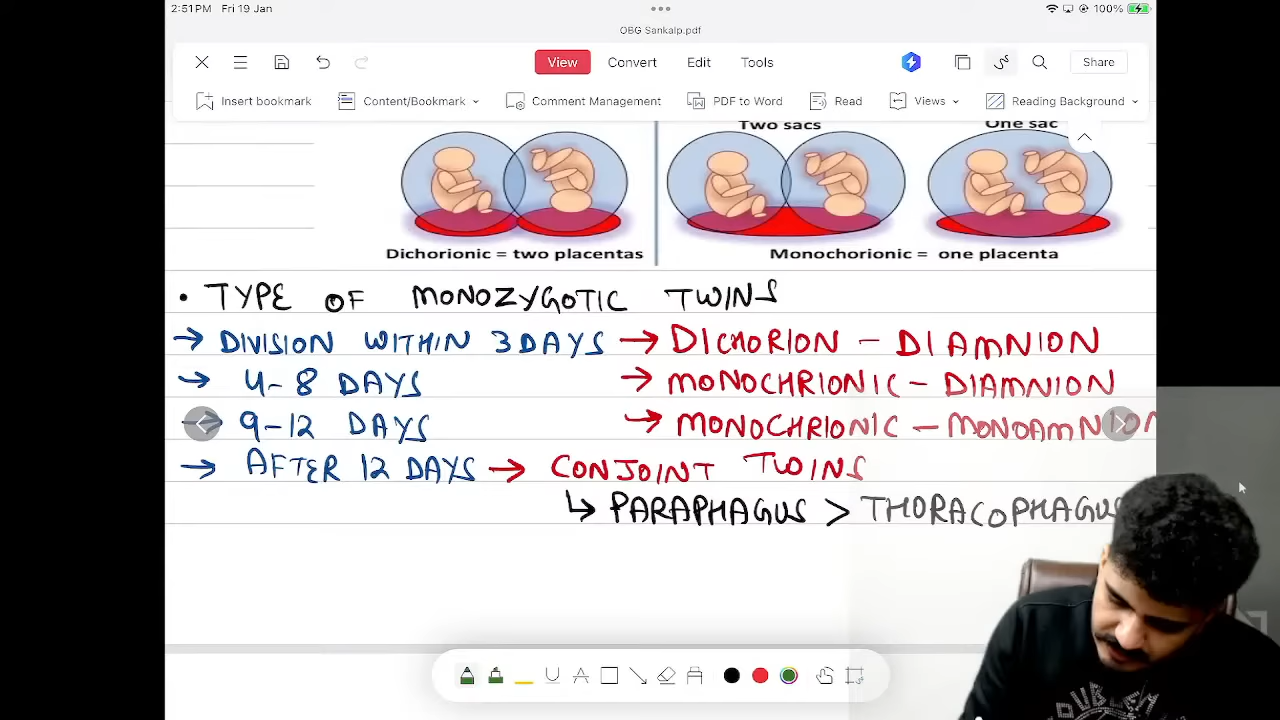 2:51PM Fri 19 Jan
100%
OBG Sankalp.pdf
View Convert Edit Tools Share
Insert bookmark Content/Bookmark Comment Management PDF to Word Read Views Reading Background
Two sacs One sac
Dichorionic = two placentas Monochorionic = one placenta
• TYPE OF MONOZYGOTIC TWINS
→ DIVISION WITHIN 3 DAYS → DICHORION - DIAMNION
→ 4-8 DAYS → MONOCHRIONIC - DIAMNION
→ 9-12 DAYS → MONOCHRIONIC - MONOAMNION
→ AFTER 12 DAYS → CONJOINT TWINS
↳ PARAPHAGUS > THORACOPHAGUS